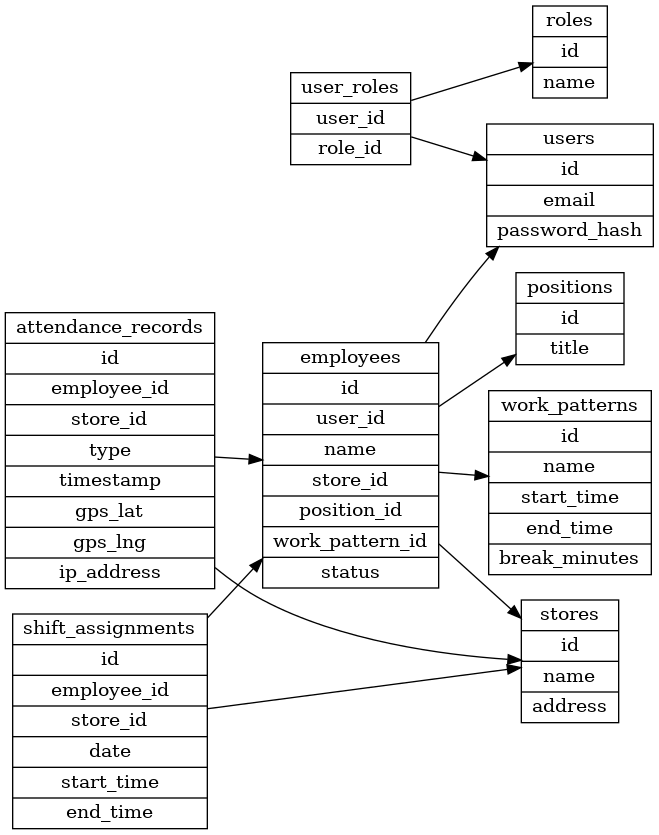 roles
id
name
user_roles
user_id
role_id
users
id
email
password_hash
positions
id
title
attendance_records
id
employee_id
store_id
type
timestamp
gps_lat
gps_lng
ip_address
employees
id
user_id
name
store_id
position_id
work_pattern_id
status
work_patterns
id
name
start_time
end_time
break_minutes
stores
id
name
address
shift_assignments
id
employee_id
store_id
date
start_time
end_time